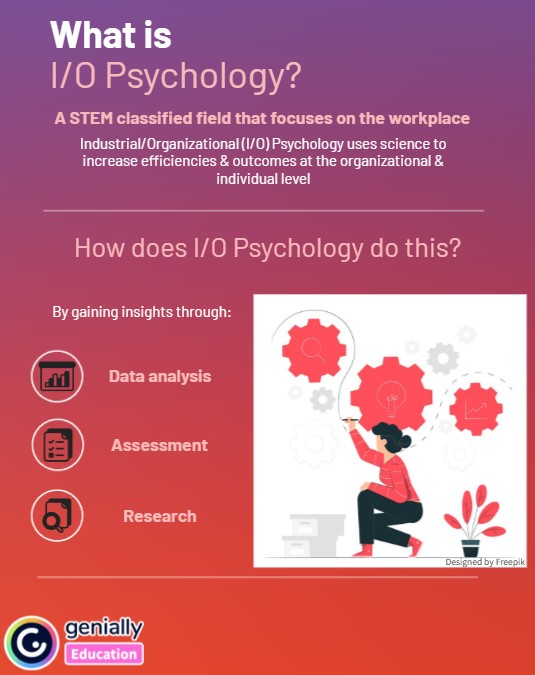 What is
I/O Psychology?
A STEM classified field that focuses on the workplace
Industrial/Organizational (I/O) Psychology uses science to
increase efficiencies & outcomes at the organizational &
individual level
How does I/O Psychology do this?
By gaining insights through:
Data analysis
Assessment
Research
Designed by Freepik
genially
Education